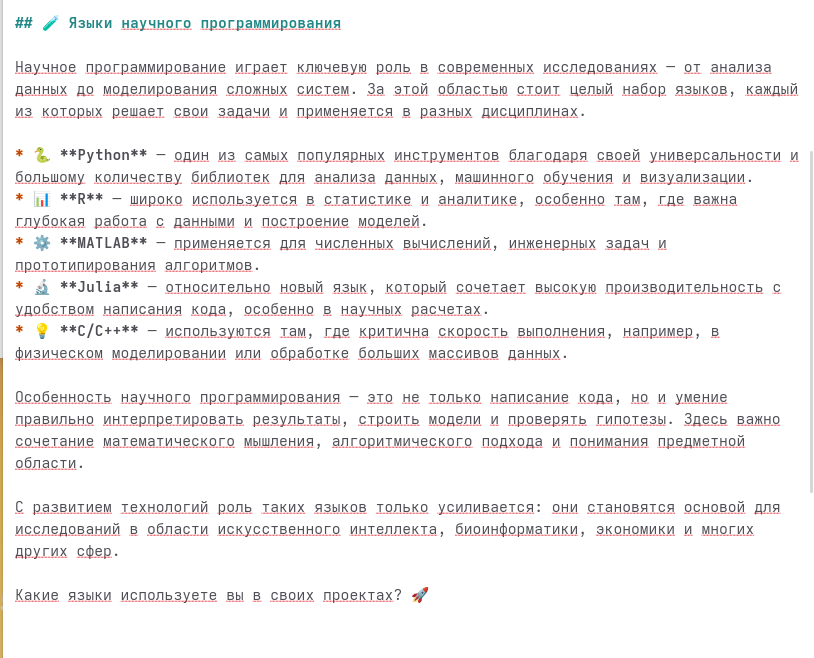 ## 🧪 Языки научного программирования
Научное программирование играет ключевую роль в современных исследованиях — от анализа
данных до моделирования сложных систем. За этой областью стоит целый набор языков, каждый
из которых решает свои задачи и применяется в разных дисциплинах.
* 🐍 **Python** — один из самых популярных инструментов благодаря своей универсальности и
большому количеству библиотек для анализа данных, машинного обучения и визуализации.
* 📊 **R** — широко используется в статистике и аналитике, особенно там, где важна
глубокая работа с данными и построение моделей.
* ⚙️ **MATLAB** — применяется для численных вычислений, инженерных задач и
прототипирования алгоритмов.
* 🔬 **Julia** — относительно новый язык, который сочетает высокую производительность с
удобством написания кода, особенно в научных расчетах.
* 💡 **C/C++** — используются там, где критична скорость выполнения, например, в
физическом моделировании или обработке больших массивов данных.
Особенность научного программирования — это не только написание кода, но и умение
правильно интерпретировать результаты, строить модели и проверять гипотезы. Здесь важно
сочетание математического мышления, алгоритмического подхода и понимания предметной
области.
С развитием технологий роль таких языков только усиливается: они становятся основой для
исследований в области искусственного интеллекта, биоинформатики, экономики и многих
других сфер.
Какие языки используете вы в своих проектах? 🚀